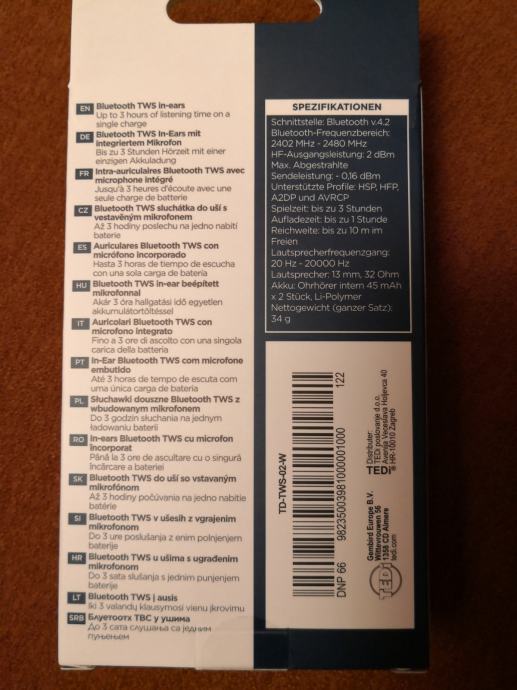 EN Bluetooth TWS in-ears
Up to 3 hours of listening time on a
single charge
DE Bluetooth TWS In-Ears mit
integriertem Mikrofon
Bis zu 3 Stunden Hörzeit mit einer
einzigen Akkuladung
FR Intra-auriculaires Bluetooth TWS avec
microphone intégré
Jusqu'à 3 heures d'écoute avec une
seule charge de batterie
CZ Bluetooth TWS sluchátka do uší s
vestavěným mikrofonem
Až 3 hodiny poslechu na jedno nabití
baterie
ES Auriculares Bluetooth TWS con
micrófono incorporado
Hasta 3 horas de tiempo de escucha
con una sola carga de batería
HU Bluetooth TWS in-ear beépített
mikrofonnal
Akár 3 óra hallgatási idő egyetlen
akkumulátortöltéssel
IT Auricolari Bluetooth TWS con
microfono integrato
Fino a 3 ore di ascolto con una singola
carica della batteria
PT In-Ear Bluetooth TWS com microfone
embutido
Até 3 horas de tempo de escuta com
uma única carga de bateria
PL Słuchawki douszne Bluetooth TWS z
wbudowanym mikrofonem
Do 3 godzin słuchania na jednym
ładowaniu baterii
RO In-ears Bluetooth TWS cu microfon
încorporat
Până la 3 ore de ascultare cu o singură
încărcare a bateriei
SK Bluetooth TWS do uší so vstavaným
mikrofónom
Až 3 hodiny počúvania na jedno nabitie
batérie
SI Bluetooth TWS v ušesih z vgrajenim
mikrofonom
Do 3 ure poslušanja z enim polnjenjem
baterije
HR Bluetooth TWS u ušima s ugrađenim
mikrofonom
Do 3 sata slušanja s jednim punjenjem
baterije
LT Bluetooth TWS į ausis
Iki 3 valandų klausymosi vienu įkrovimu
SRB Блуетоотх ТВС у ушима
До 3 сата слушања са једним
пуњењем
SPEZIFIKATIONEN
Schnittstelle: Bluetooth v.4.2
Bluetooth-Frequenzbereich:
2402 MHz - 2480 MHz
HF-Ausgangsleistung: 2 dBm
Max. Abgestrahlte
Sendeleistung: - 0,16 dBm
Unterstützte Profile: HSP, HFP,
A2DP und AVRCP
Spielzeit: bis zu 3 Stunden
Aufladezeit: bis zu 1 Stunde
Reichweite: bis zu 10 m im
Freien
Lautsprecherfrequenzgang:
20 Hz - 20000 Hz
Lautsprecher: 13 mm, 32 Ohm
Akku: Ohrhörer intern 45 mAh
x 2 Stück, Li-Polymer
Nettogewicht (ganzer Satz):
34 g
TD-TWS-02-W
DNP 66 9823500398100000 1000 122
Distributer:
TEDi poslovanje d.o.o.
Avenija Većeslava Holjevca 40
HR-10010 Zagreb
TEDi®
Gembird Europe B.V.
Wittevrouwen 56
1358 CD Almere
tedi.com
TEDi